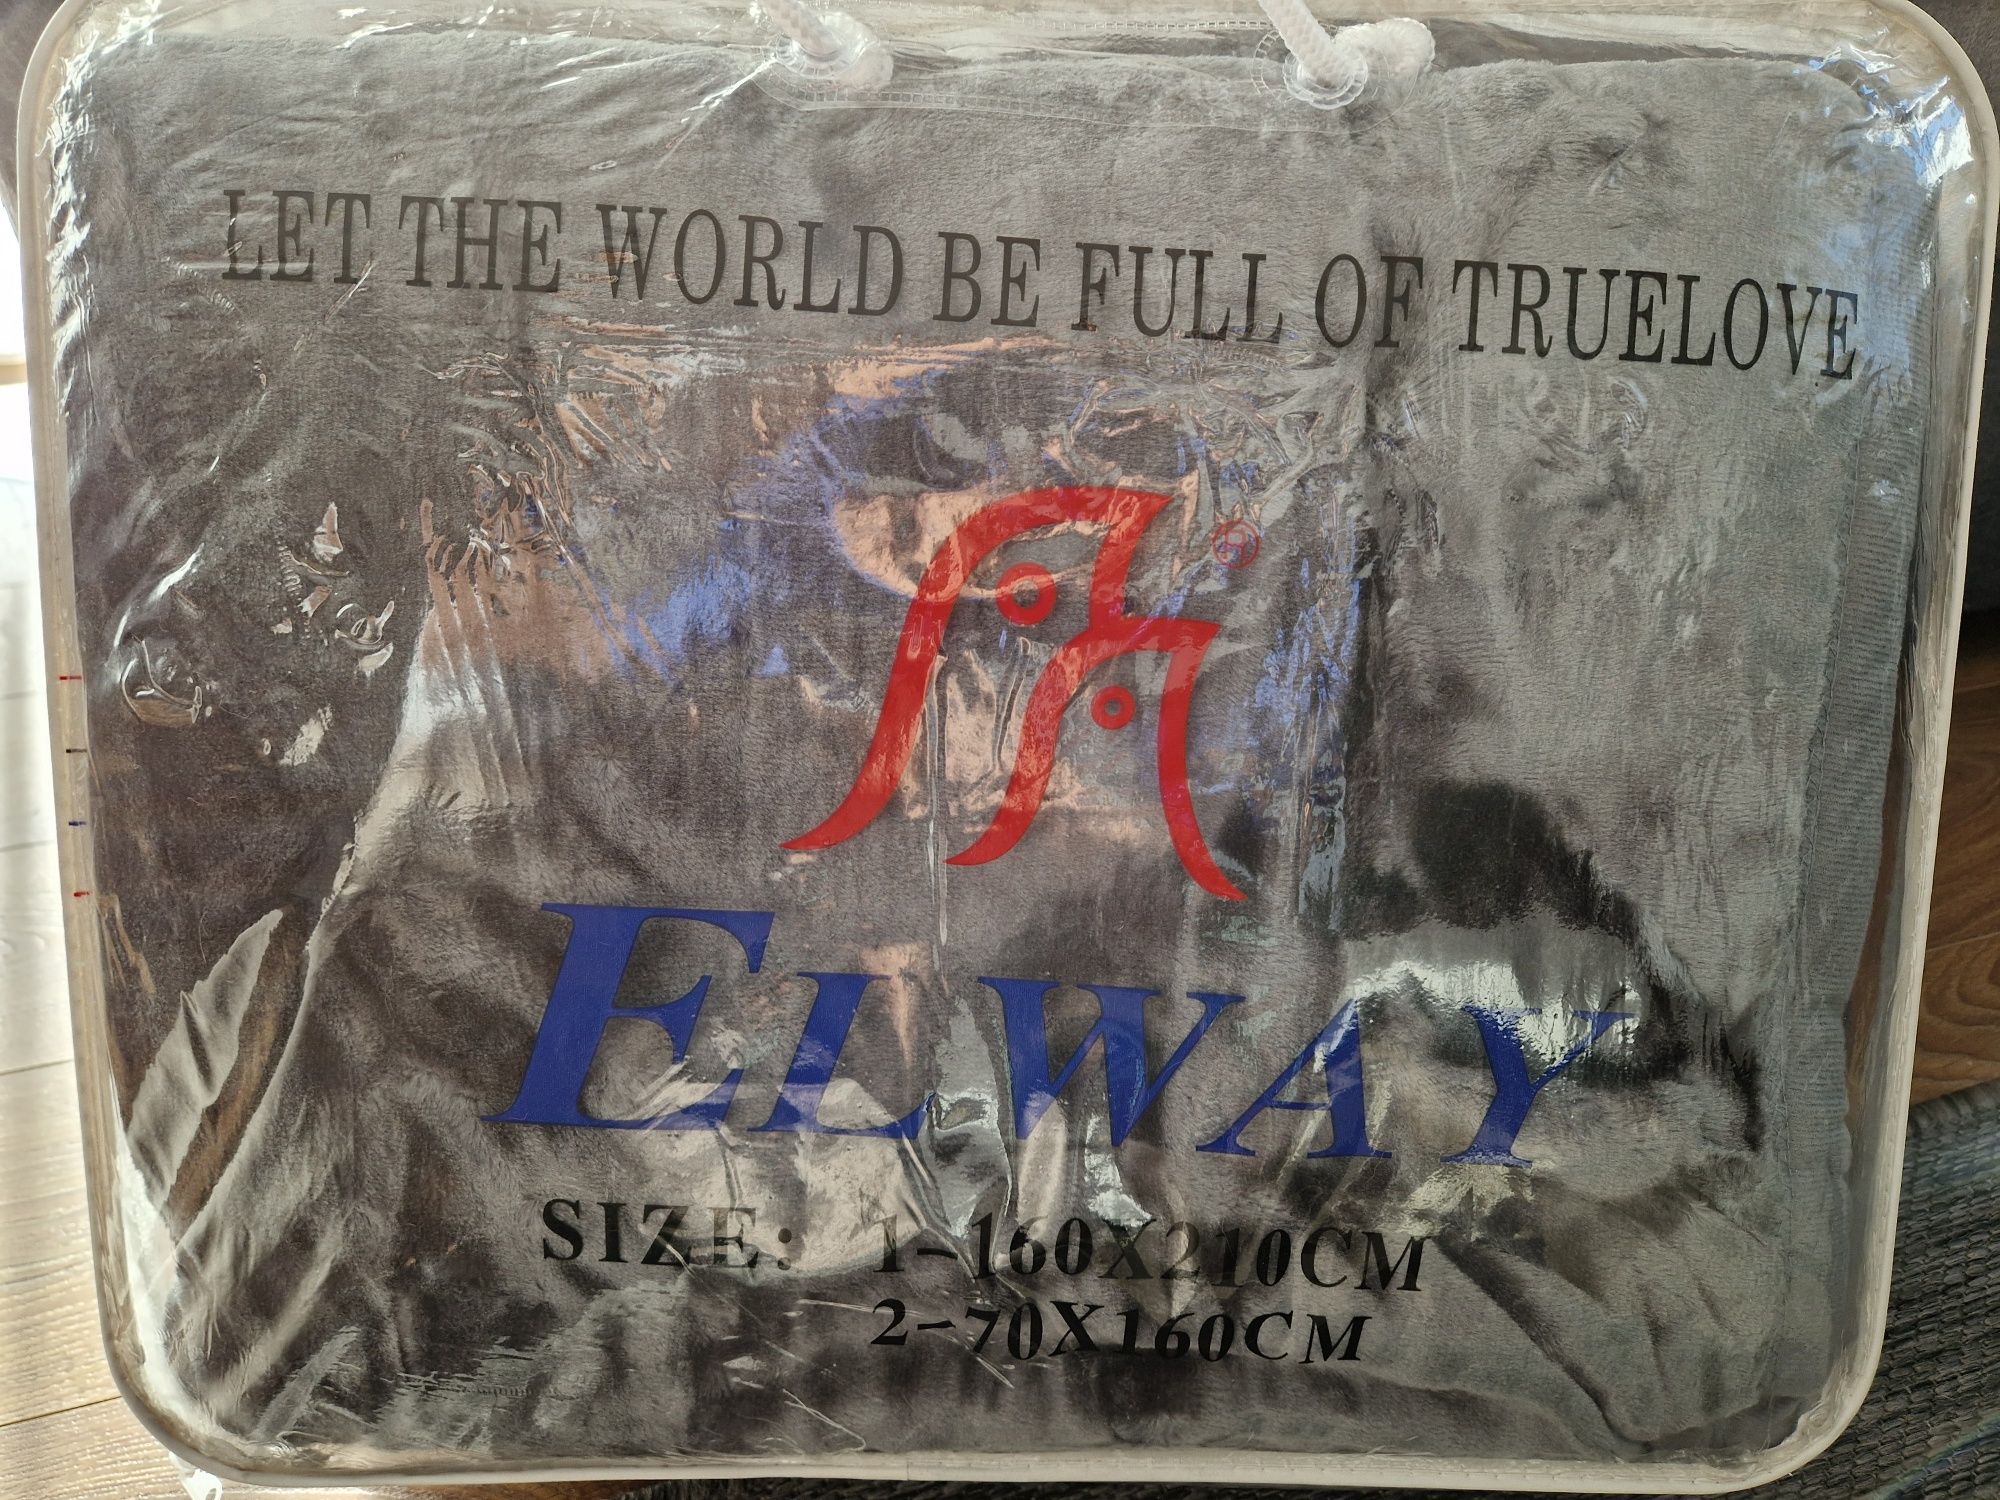 LET THE WORLD BE FULL OF TRUELOVE
®
ELWAY
SIZE: 1-160X210CM
2-70X160CM